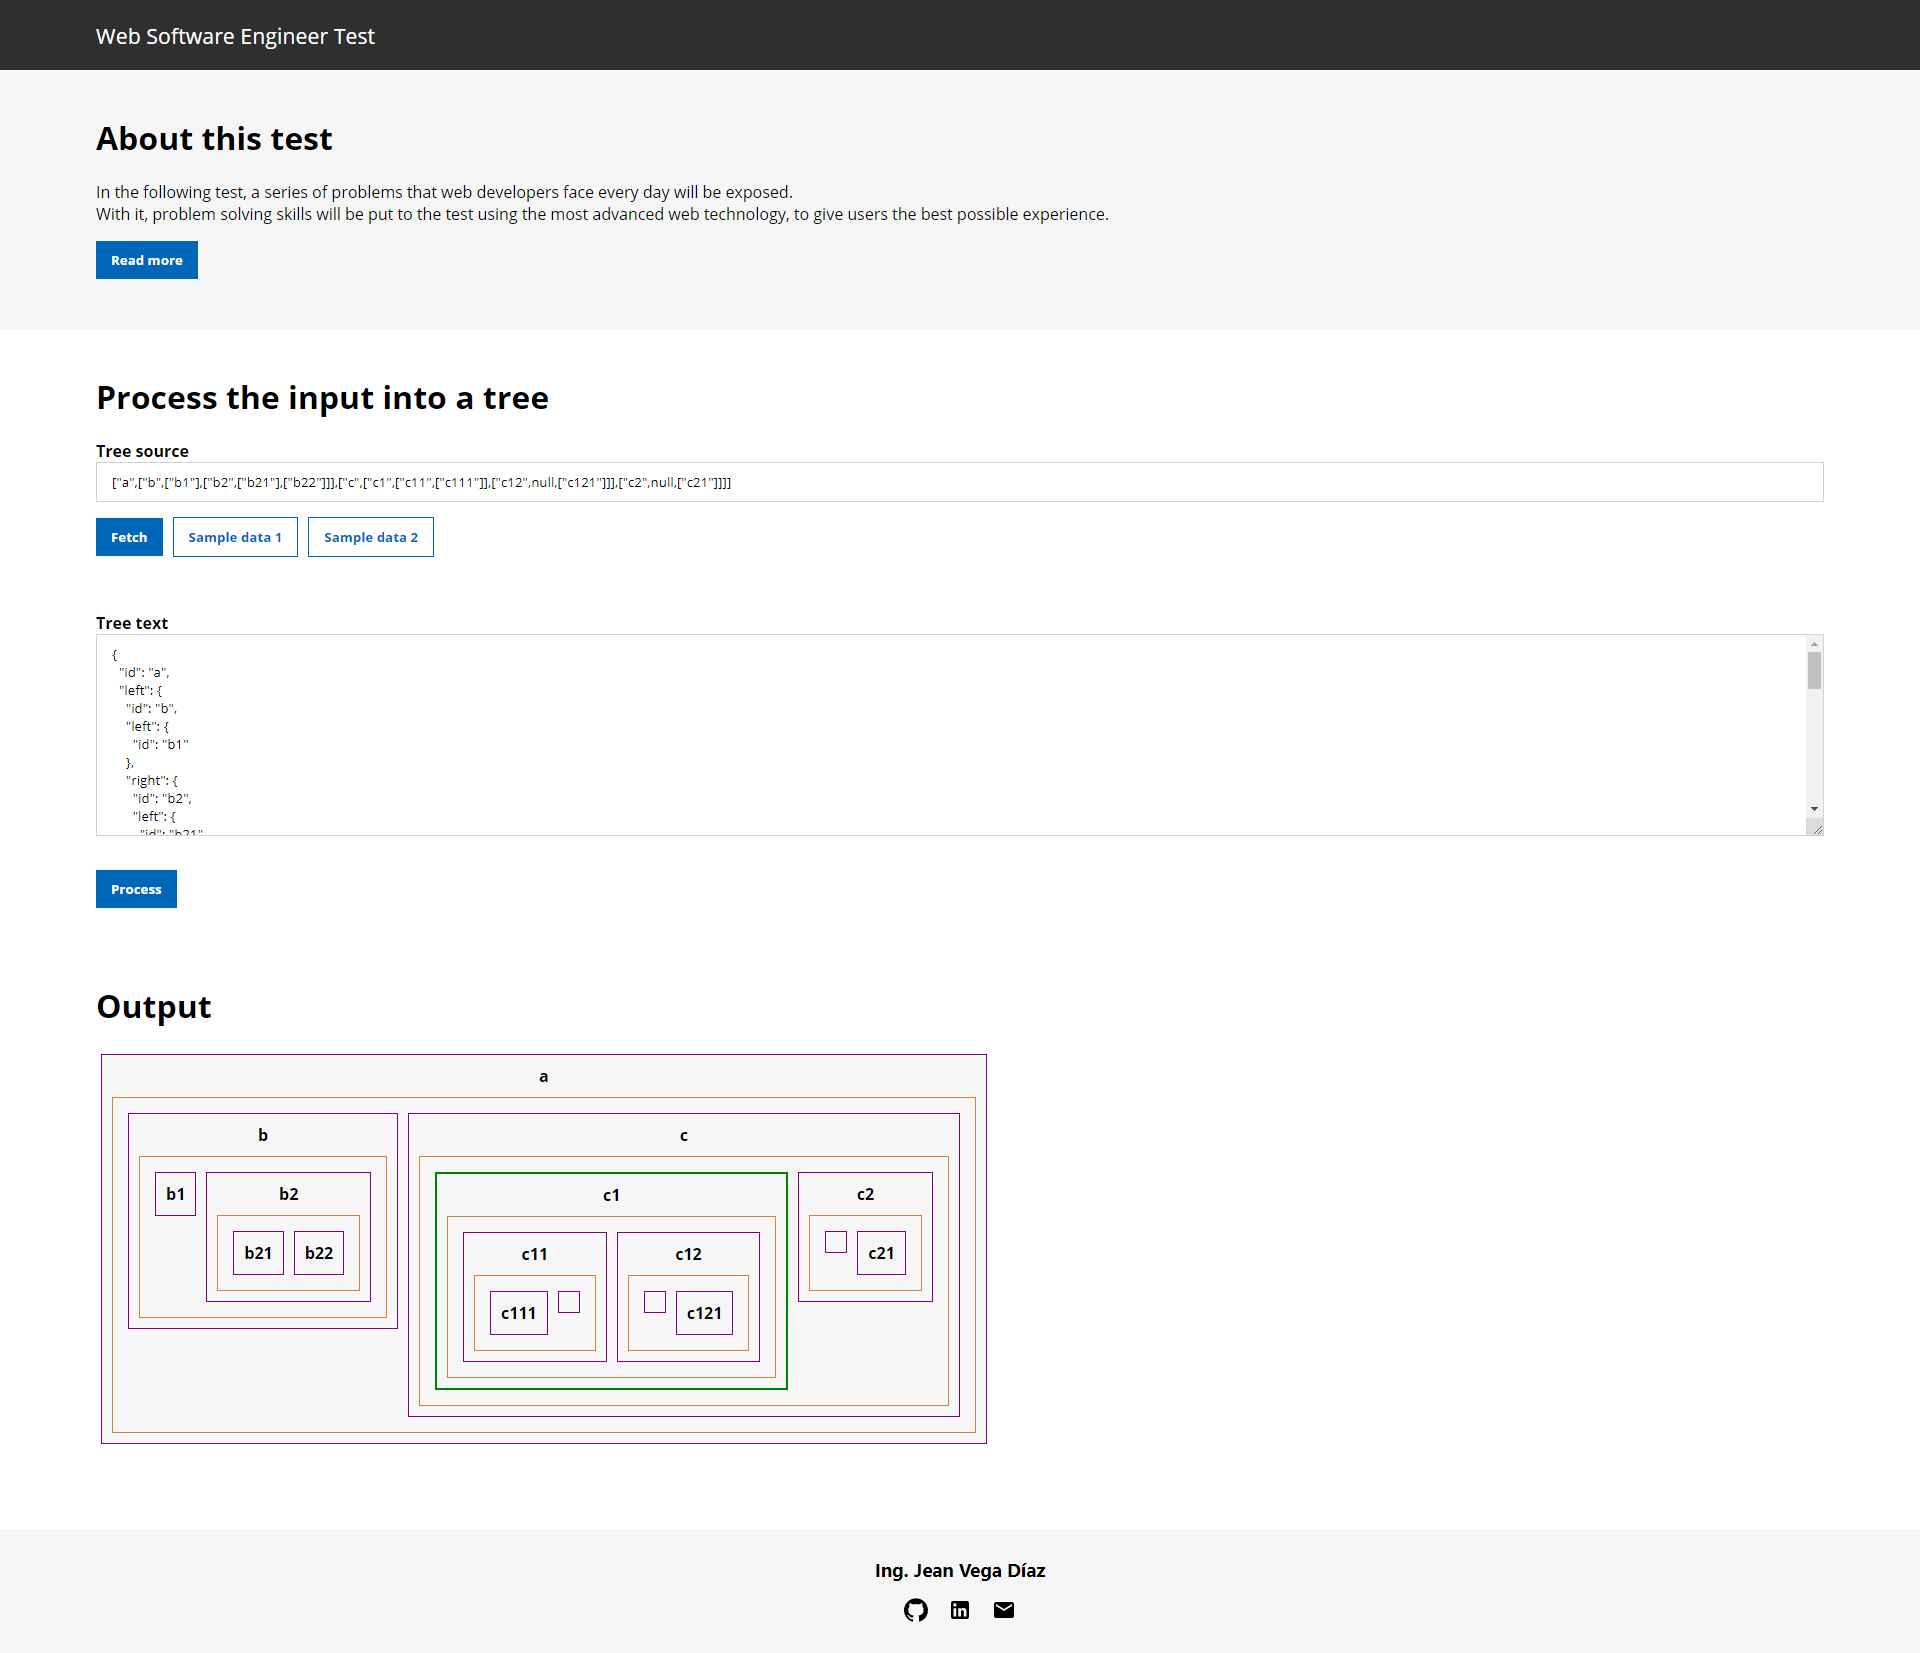 Web Software Engineer Test
About this test
In the following test, a series of problems that web developers face every day will be exposed.
With it, problem solving skills will be put to the test using the most advanced web technology, to give users the best possible experience.
Read more
Process the input into a tree
Tree source
["a",["b",["b1"],["b2",["b21"],["b22"]]],["c",["c1",["c11",["c111"]],["c12",null,["c121"]]],["c2",null,["c21"]]]]
Fetch Sample data 1 Sample data 2
Tree text
{
"id": "a",
"left": {
"id": "b",
"left": {
"id": "b1"
},
"right": {
"id": "b2",
"left": {
"id": "b21"
Process
Output
a
b c
b1 b2 c1 c2
b21 b22 c11 c12 c21
c111 c121
Ing. Jean Vega Díaz
in